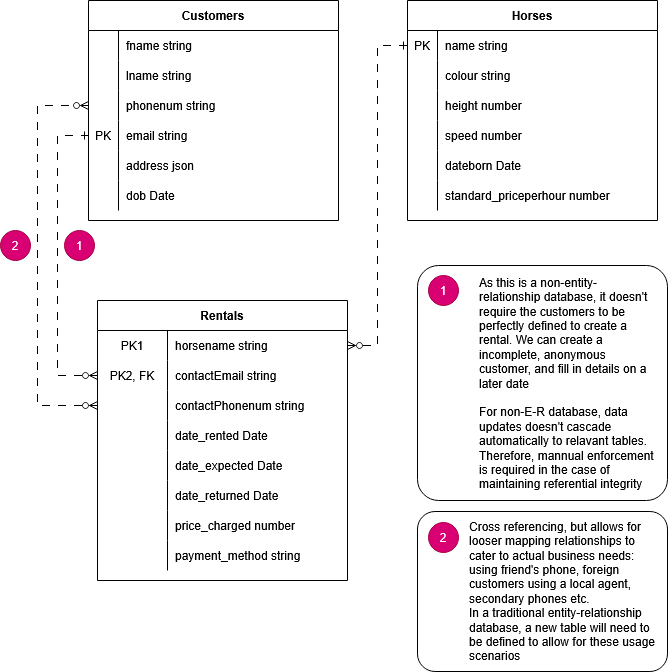 Customers
fname string
lname string
phonenum string
PK email string
address json
dob Date
Horses
PK name string
colour string
height number
speed number
dateborn Date
standard_priceperhour number
2
1
Rentals
PK1 horsename string
PK2, FK contactEmail string
contactPhonenum string
date_rented Date
date_expected Date
date_returned Date
price_charged number
payment_method string
1
As this is a non-entity-
relationship database, it doesn't
require the customers to be
perfectly defined to create a
rental. We can create a
incomplete, anonymous
customer, and fill in details on a
later date
For non-E-R database, data
updates doesn't cascade
automatically to relavant tables.
Therefore, mannual enforcement
is required in the case of
maintaining referential integrity
2
Cross referencing, but allows for
looser mapping relationships to
cater to actual business needs:
using friend's phone, foreign
customers using a local agent,
secondary phones etc.
In a traditional entity-relationship
database, a new table will need to
be defined to allow for these usage
scenarios